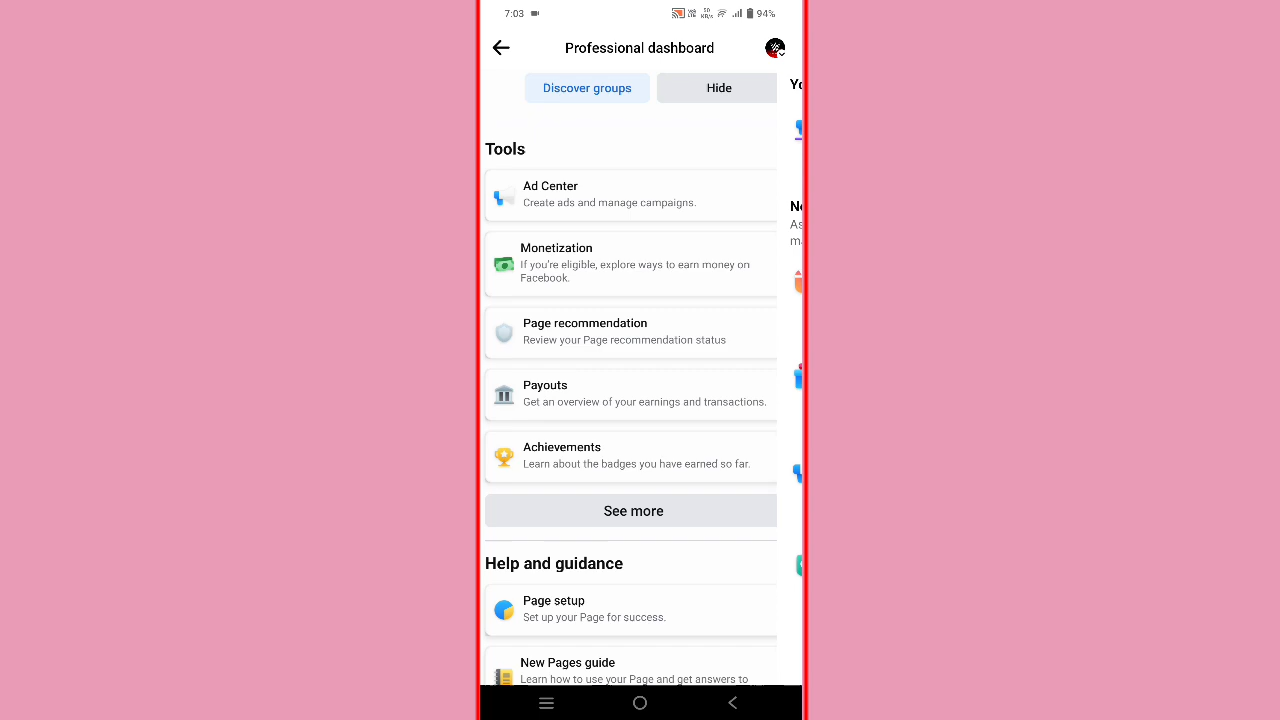 7:03
50 KB/s
94%
Professional dashboard
Discover groups
Hide
Tools
Ad Center
Create ads and manage campaigns.
Monetization
If you're eligible, explore ways to earn money on
Facebook.
Page recommendation
Review your Page recommendation status
Payouts
Get an overview of your earnings and transactions.
Achievements
Learn about the badges you have earned so far.
See more
Help and guidance
Page setup
Set up your Page for success.
New Pages guide
Learn how to use your Page and get answers to